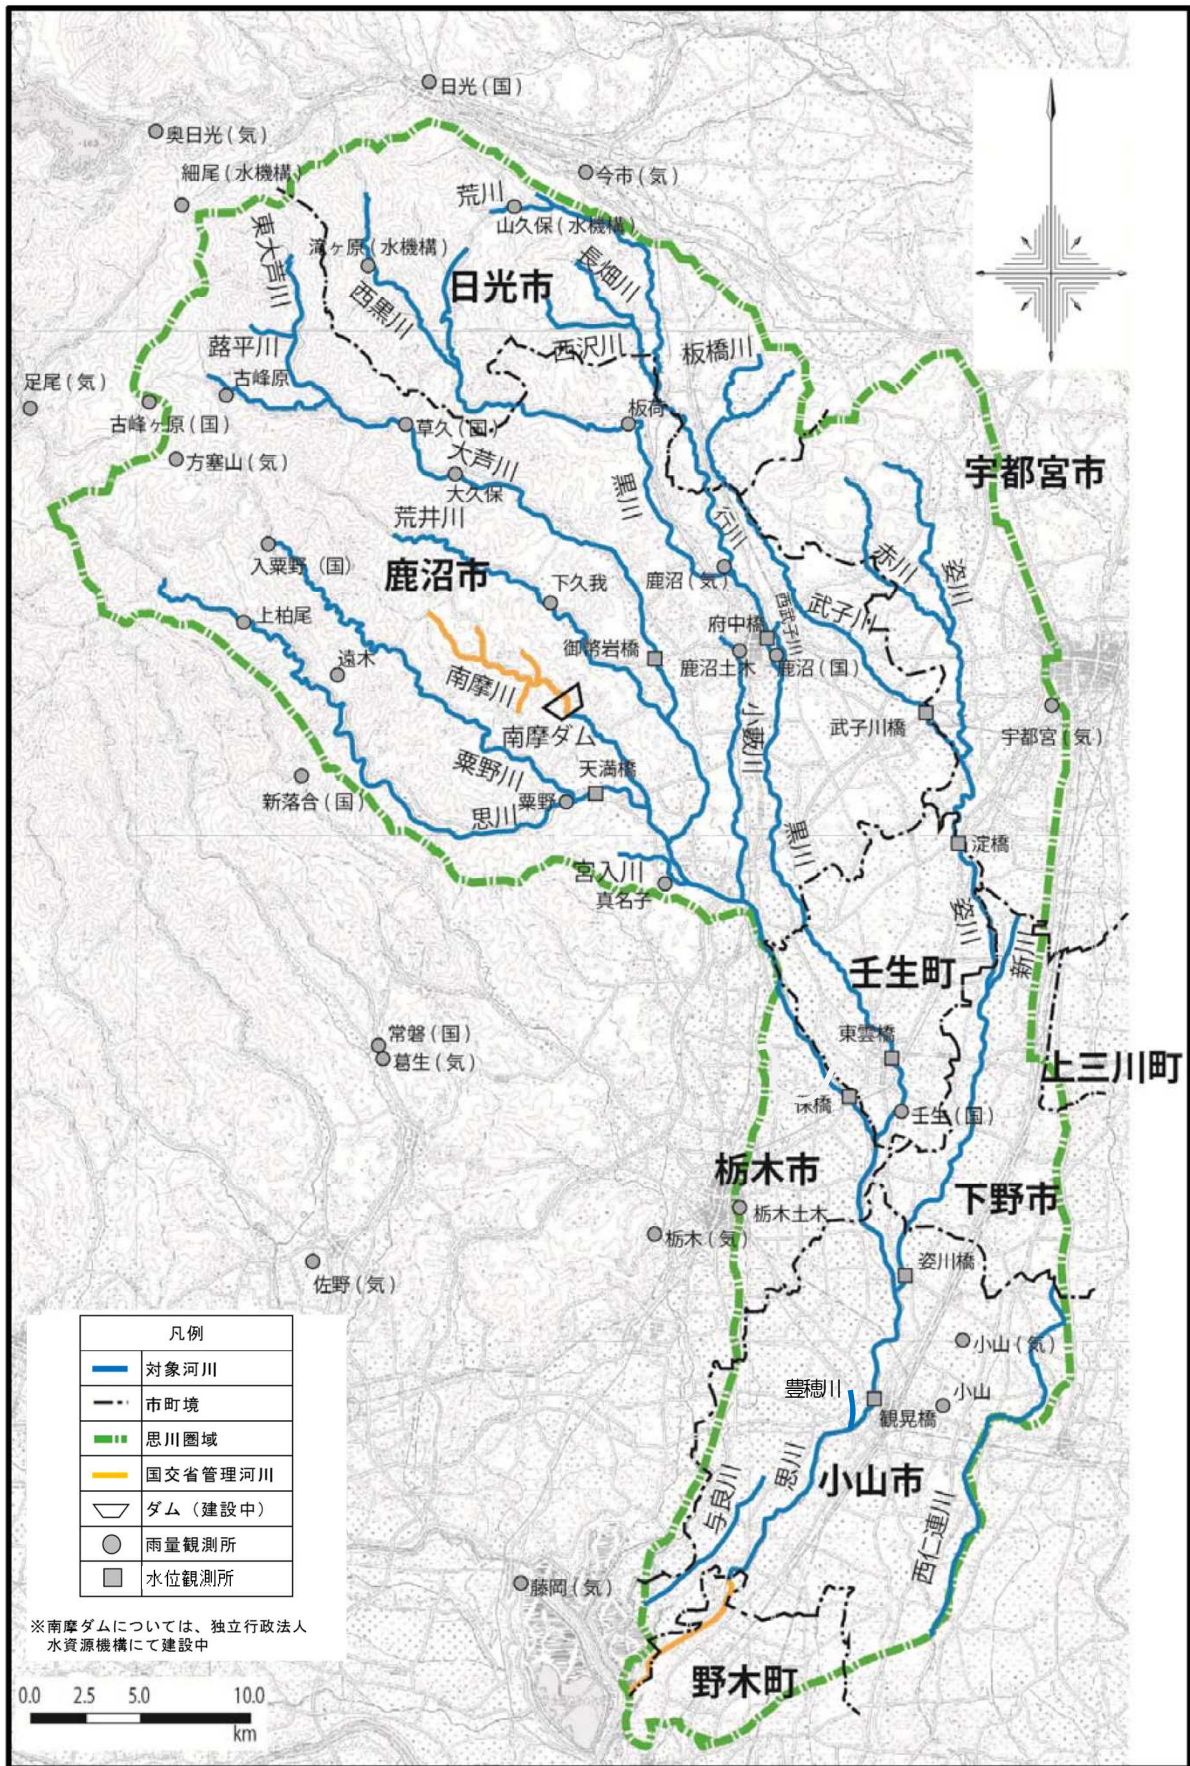 日光(国)
奥日光(気)
細尾(水機構)
今市(気)
荒川
山久保(水機構)
東大芦川
滝ヶ原(水機構)
長畑川
日光市
西黒川
蕗平川
西沢川
板橋川
足尾(気)
古峰原
古峰ヶ原(国)
草久(国)
板荷
方塞山(気)
大芦川
大久保
宇都宮市
黒川
行川
荒井川
赤川
姿川
入粟野(国)
鹿沼市
下久我
鹿沼(気)
西武子川
武子川
上柏尾
府中橋
御幣岩橋
鹿沼土木
鹿沼(国)
遠木
南摩川
小藪川
武子川橋
宇都宮(気)
南摩ダム
粟野川
天満橋
新落合(国)
粟野
思川
黒川
淀橋
宮入川
真名子
姿川
新川
壬生町
常磐(国)
葛生(気)
東雲橋
上三川町
保橋
壬生(国)
栃木市
下野市
栃木土木
栃木(気)
姿川橋
佐野(気)
小山(気)
豊穂川
小山
観晃橋
思川
小山市
与良川
西仁連川
藤岡(気)
野木町
凡例
対象河川
市町境
思川圏域
国交省管理河川
ダム(建設中)
雨量観測所
水位観測所
※南摩ダムについては、独立行政法人
水資源機構にて建設中
0.0 2.5 5.0 10.0
km